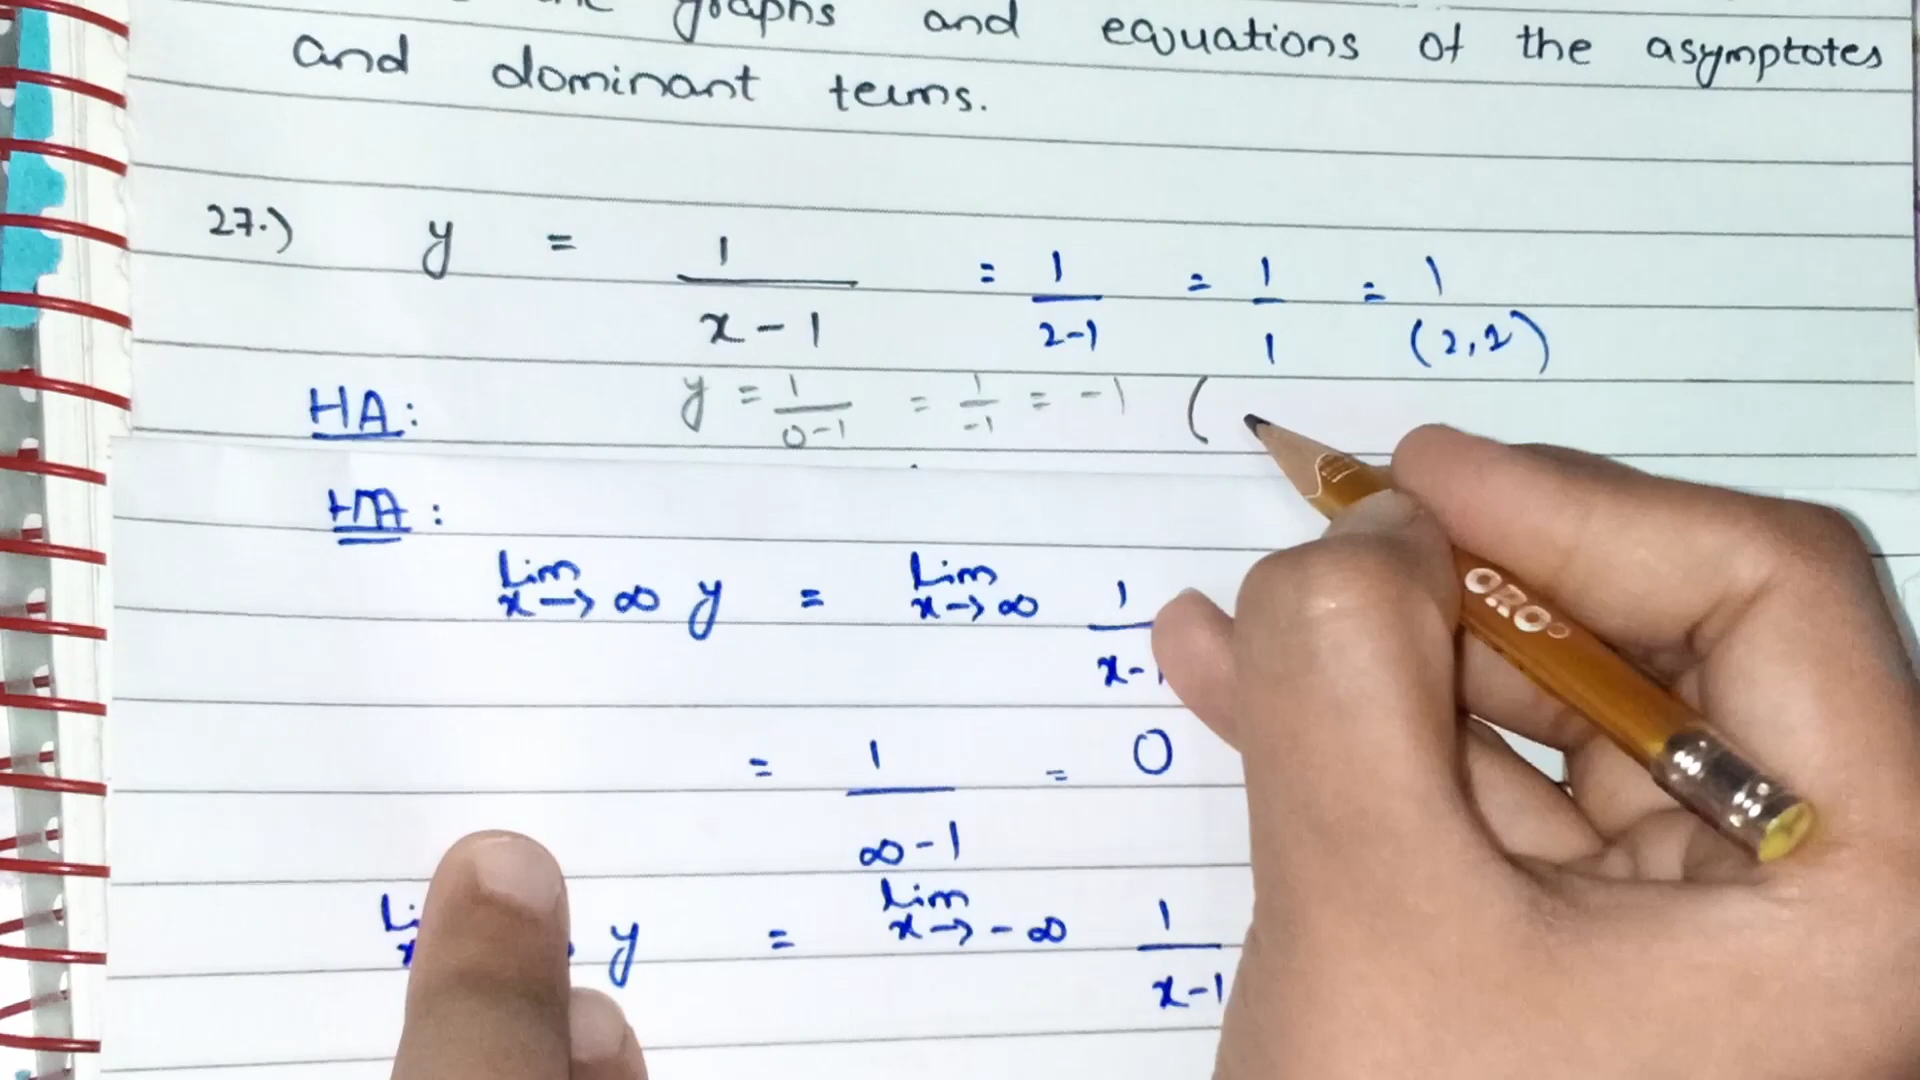 graphs and equations of the asymptotes
and dominant terms.
27.) y = 1/(x-1) = 1/(2-1) = 1/1 = 1 (2,2)
HA: y = 1/(0-1) = 1/-1 = -1 (
HA:
Lim x→∞ y = Lim x→∞ 1/x-
= 1/(∞-1) = 0
y = Lim x→-∞ 1/(x-1)
ORO